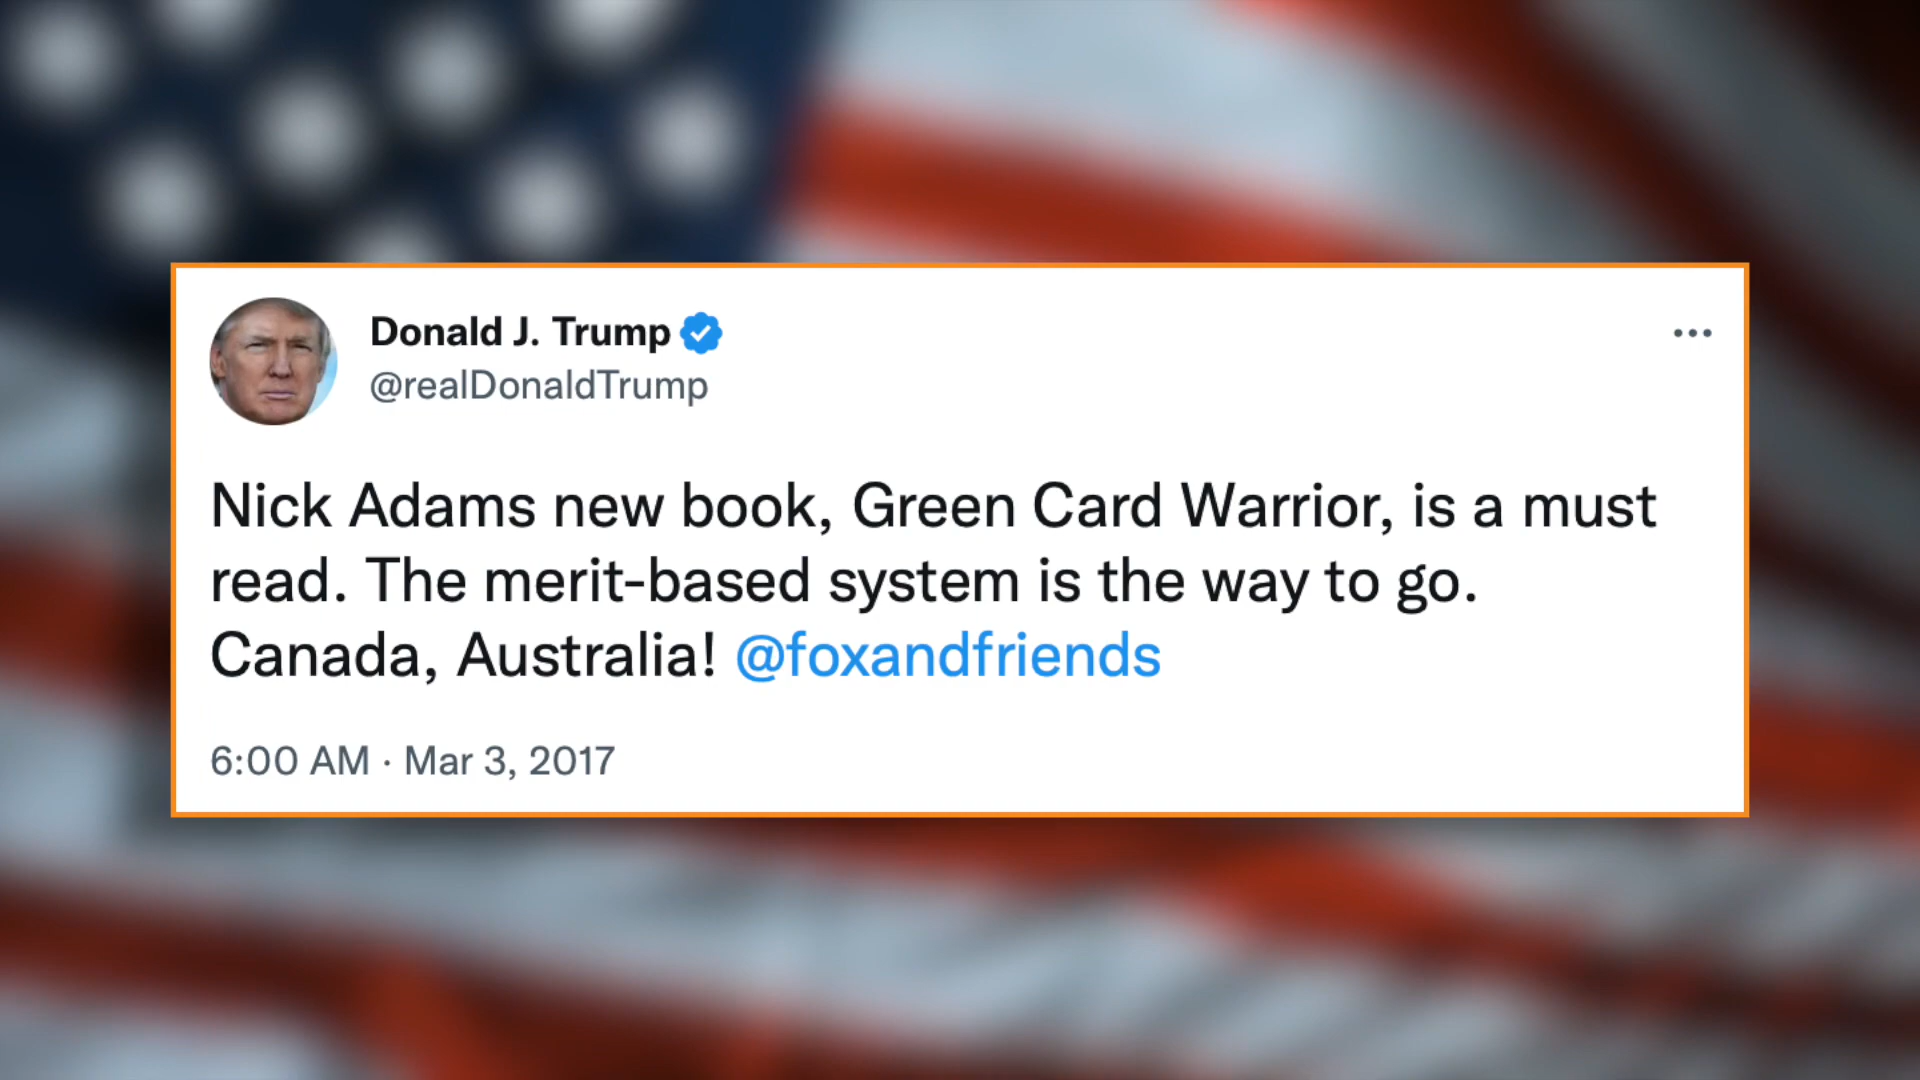 Donald J. Trump
@realDonaldTrump
Nick Adams new book, Green Card Warrior, is a must
read. The merit-based system is the way to go.
Canada, Australia! @foxandfriends
6:00 AM · Mar 3, 2017